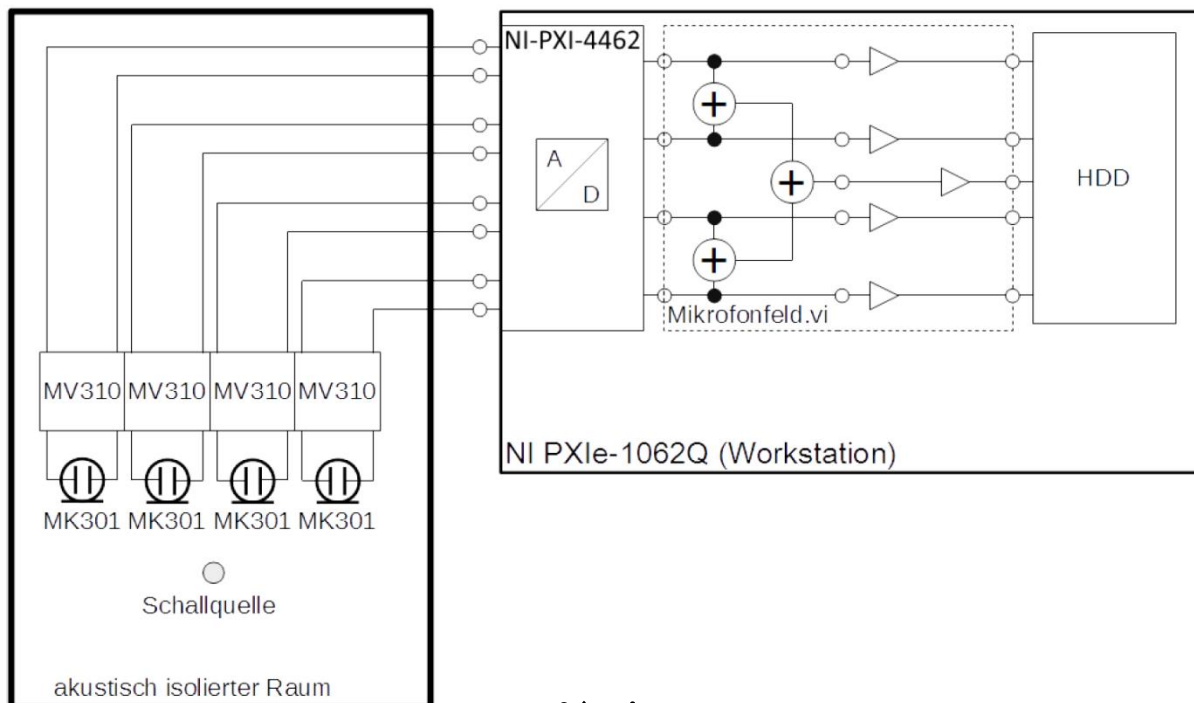 NI-PXI-4462
A
D
+
+
+
HDD
Mikrofonfeld.vi
NI PXIe-1062Q (Workstation)
MV310 MV310 MV310 MV310
MK301 MK301 MK301 MK301
Schallquelle
akustisch isolierter Raum